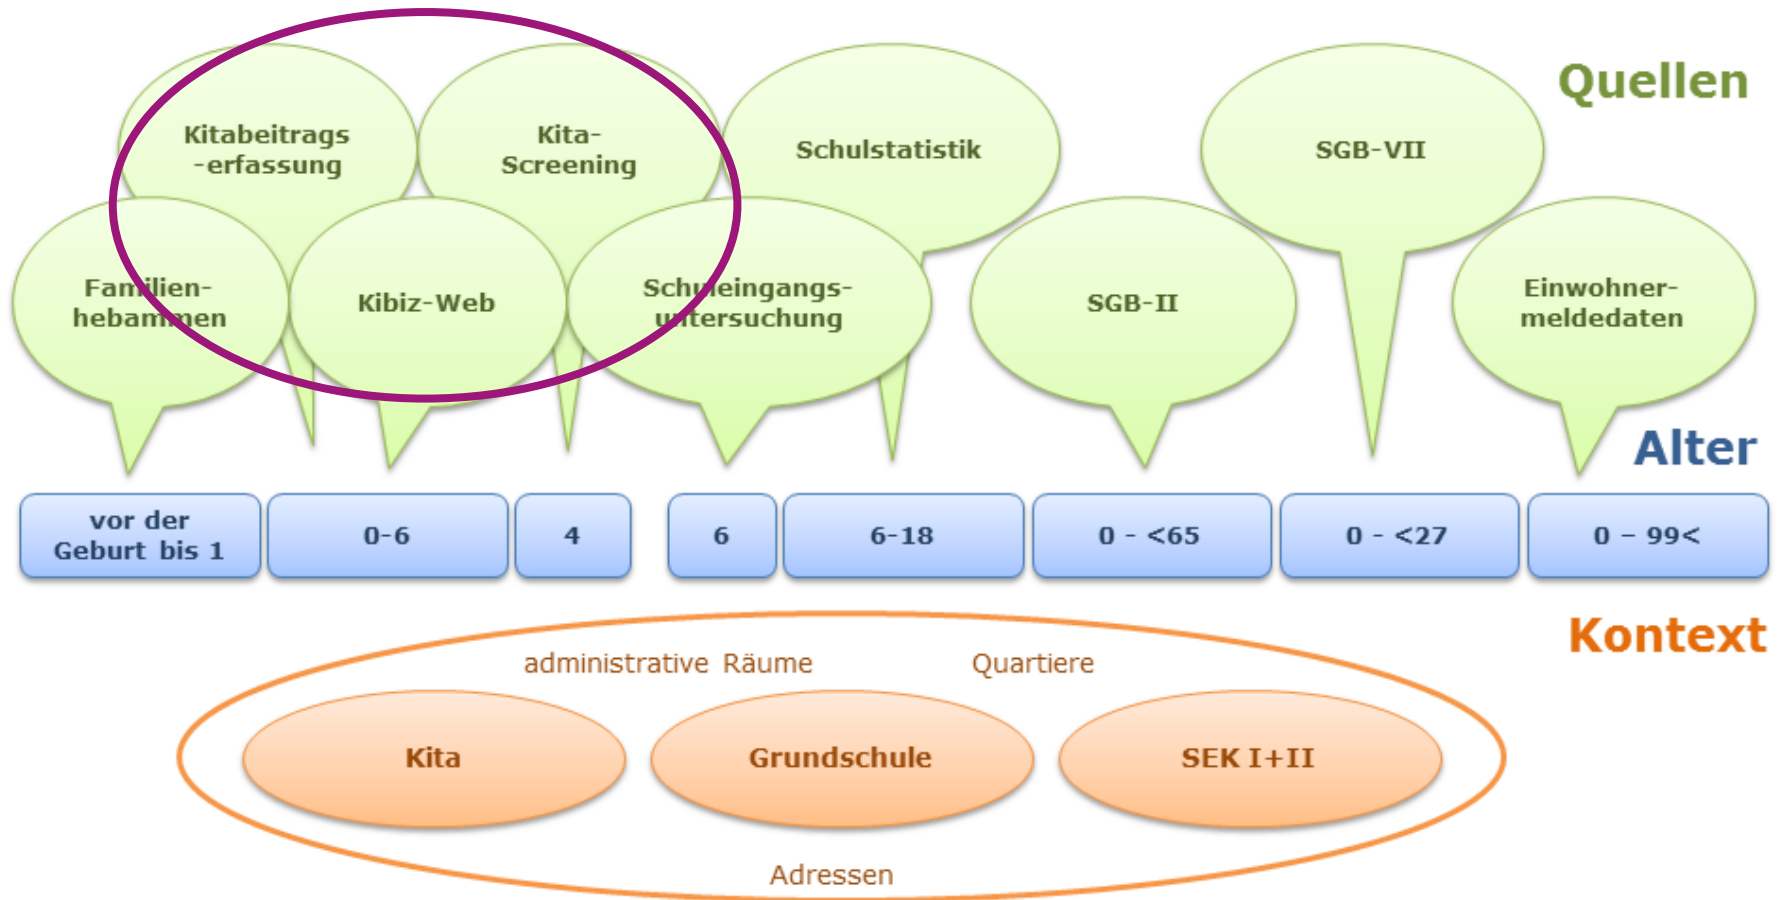 Quellen
Kitabeitrags
-erfassung
Kita-
Screening
Schulstatistik
SGB-VII
Familien-
hebammen
Kibiz-Web
Schuleingangs-
untersuchung
SGB-II
Einwohner-
meldedaten
Alter
vor der
Geburt bis 1
0-6
4
6
6-18
0 - <65
0 - <27
0 – 99<
Kontext
administrative Räume
Quartiere
Kita
Grundschule
SEK I+II
Adressen